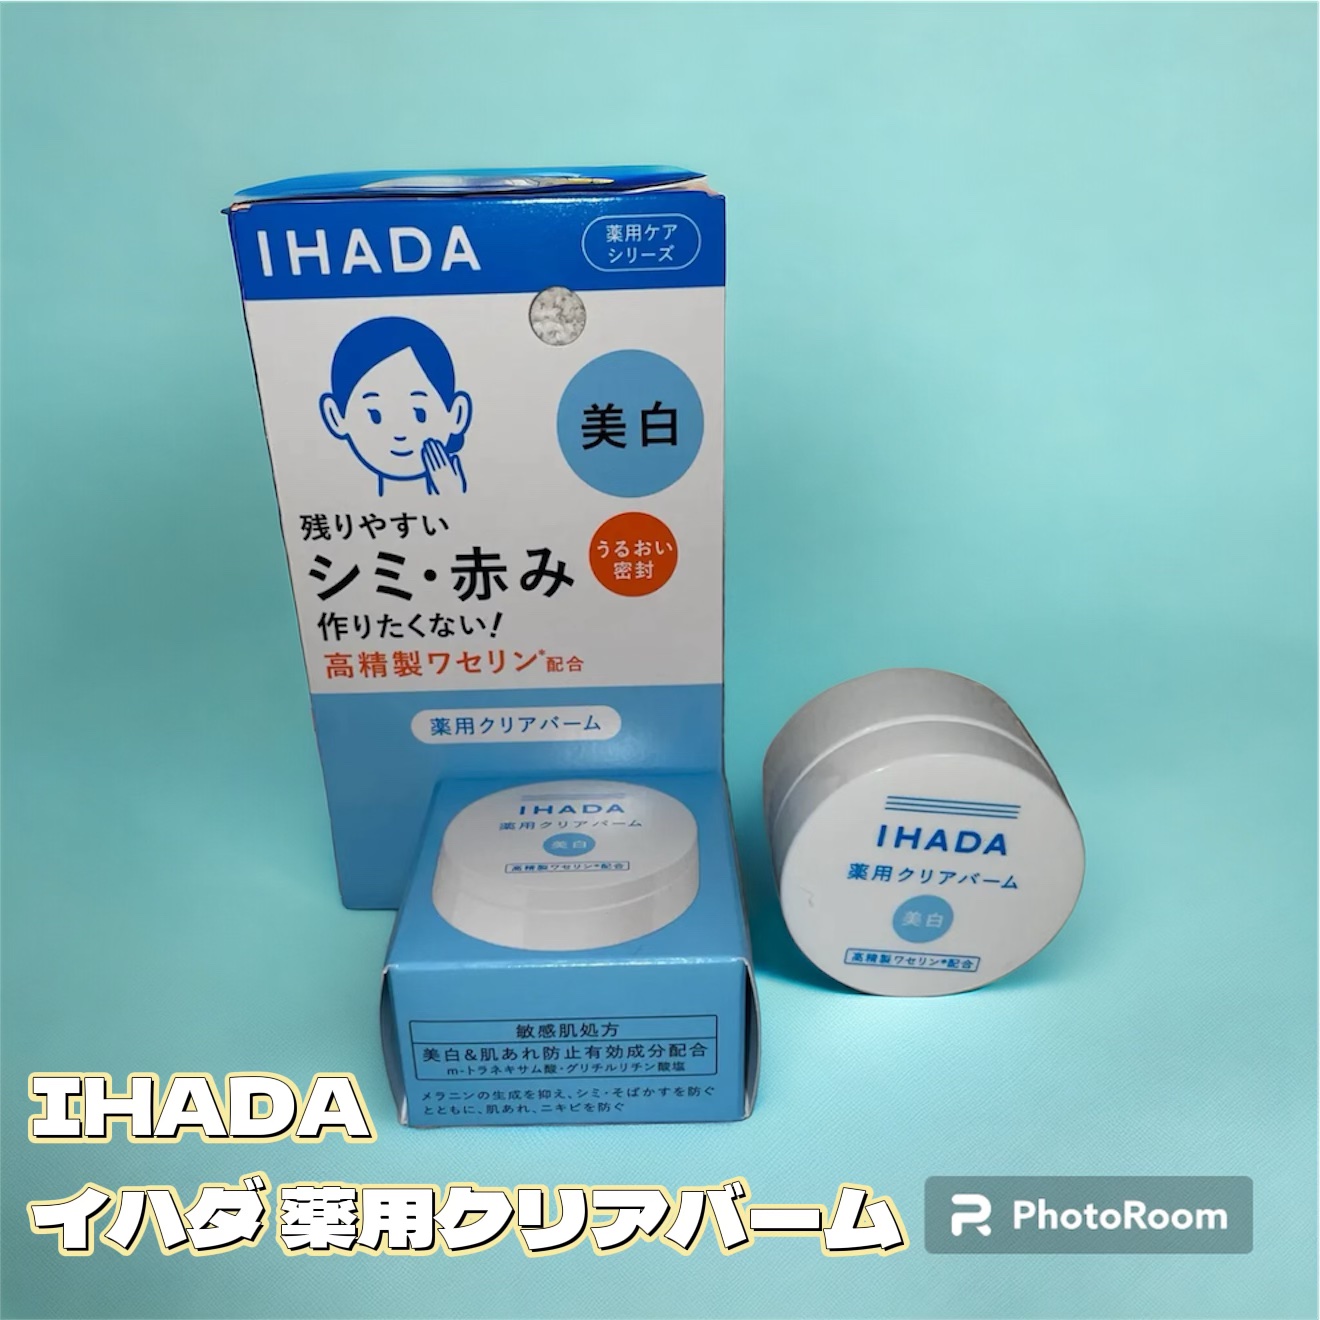 IHADA
薬用ケア
シリーズ
美白
残りやすい
シミ・赤み
作りたくない!
うるおい
密封
高精製ワセリン*配合
薬用クリアバーム
IHADA
薬用クリアバーム
美白
高精製ワセリン*配合
敏感肌処方
美白&肌あれ防止有効成分配合
m-トラネキサム酸・グリチルリチン酸塩
メラニンの生成を抑え、シミ・そばかすを防ぐ
とともに、肌あれ、ニキビを防ぐ
IHADA
薬用クリアバーム
美白
高精製ワセリン*配合
IHADA
イハダ 薬用クリアバーム
PhotoRoom